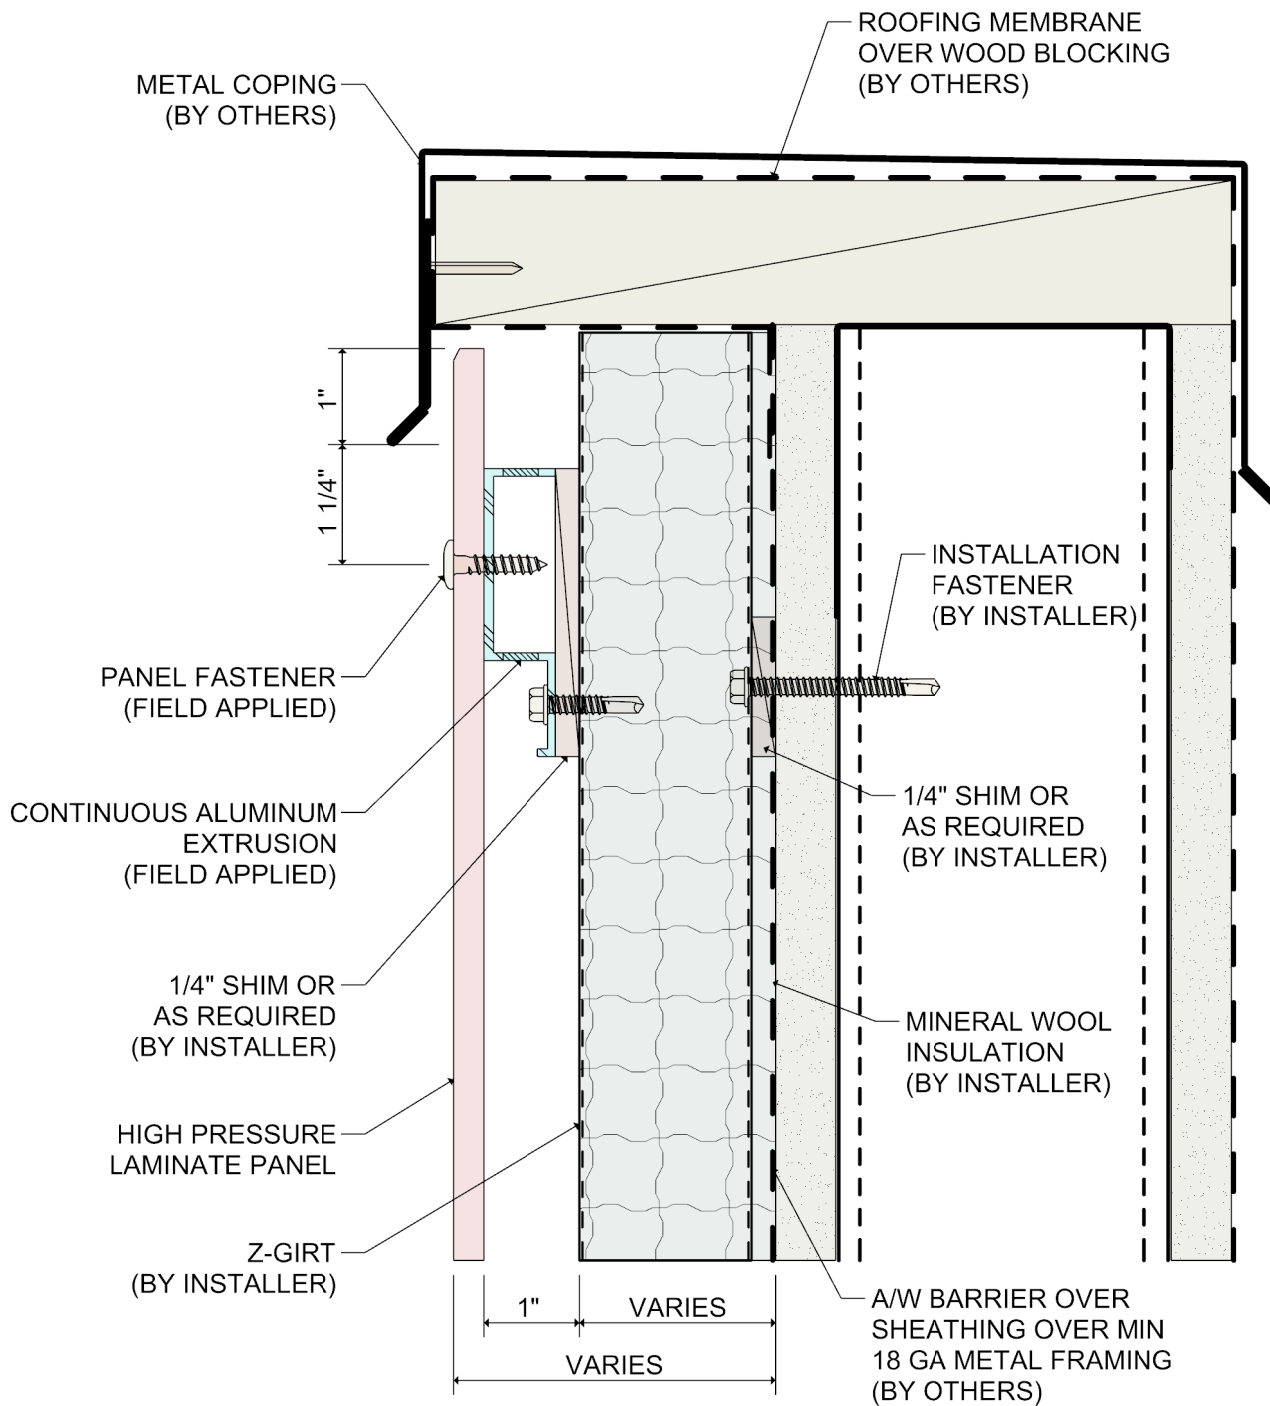 ROOFING MEMBRANE
OVER WOOD BLOCKING
(BY OTHERS)
METAL COPING
(BY OTHERS)
1"
1 1/4"
INSTALLATION
FASTENER
(BY INSTALLER)
PANEL FASTENER
(FIELD APPLIED)
1/4" SHIM OR
AS REQUIRED
(BY INSTALLER)
CONTINUOUS ALUMINUM
EXTRUSION
(FIELD APPLIED)
1/4" SHIM OR
AS REQUIRED
(BY INSTALLER)
MINERAL WOOL
INSULATION
(BY INSTALLER)
HIGH PRESSURE
LAMINATE PANEL
Z-GIRT
(BY INSTALLER)
1"
VARIES
VARIES
A/W BARRIER OVER
SHEATHING OVER MIN
18 GA METAL FRAMING
(BY OTHERS)